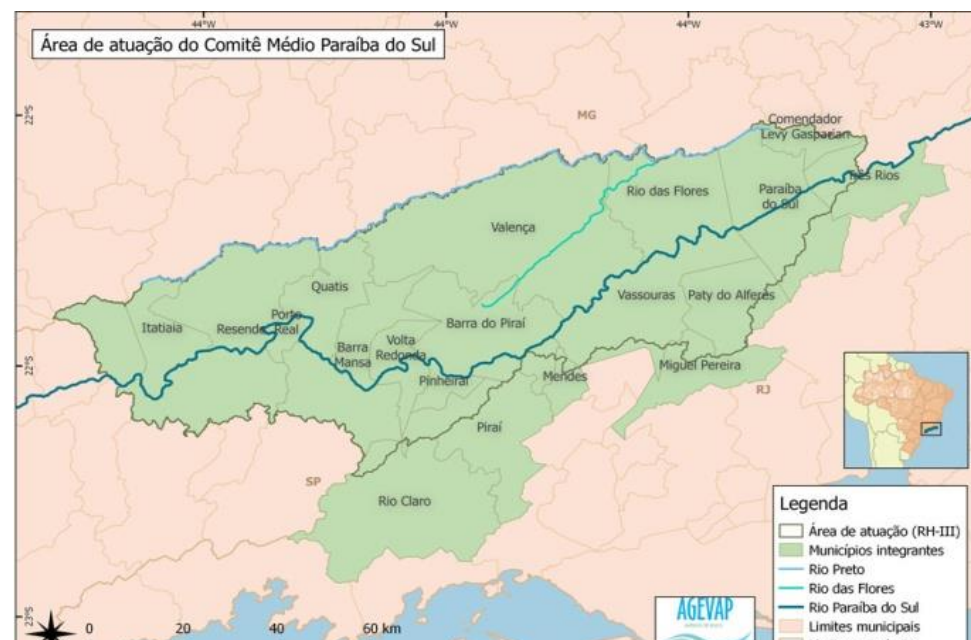 44°W
44°W
44°W
43°W
Área de atuação do Comitê Médio Paraíba do Sul
22°S
MG
Comendador
Levy Gasparian
Três Rios
Rio das Flores
Paraíba
do Sul
Valença
Quatis
Vassouras
Paty do Alferes
Itatiaia
Resende
Porto
Real
Barra do Piraí
Volta
Redonda
Barra
Mansa
22°S
Pinheiral
Mendes
Miguel Pereira
RJ
Piraí
SP
Rio Claro
Legenda
Área de atuação (RH-III)
Municípios integrantes
Rio Preto
Rio das Flores
Rio Paraíba do Sul
Limites municipais
23°S
0 20 40 60 km
AGEVAP